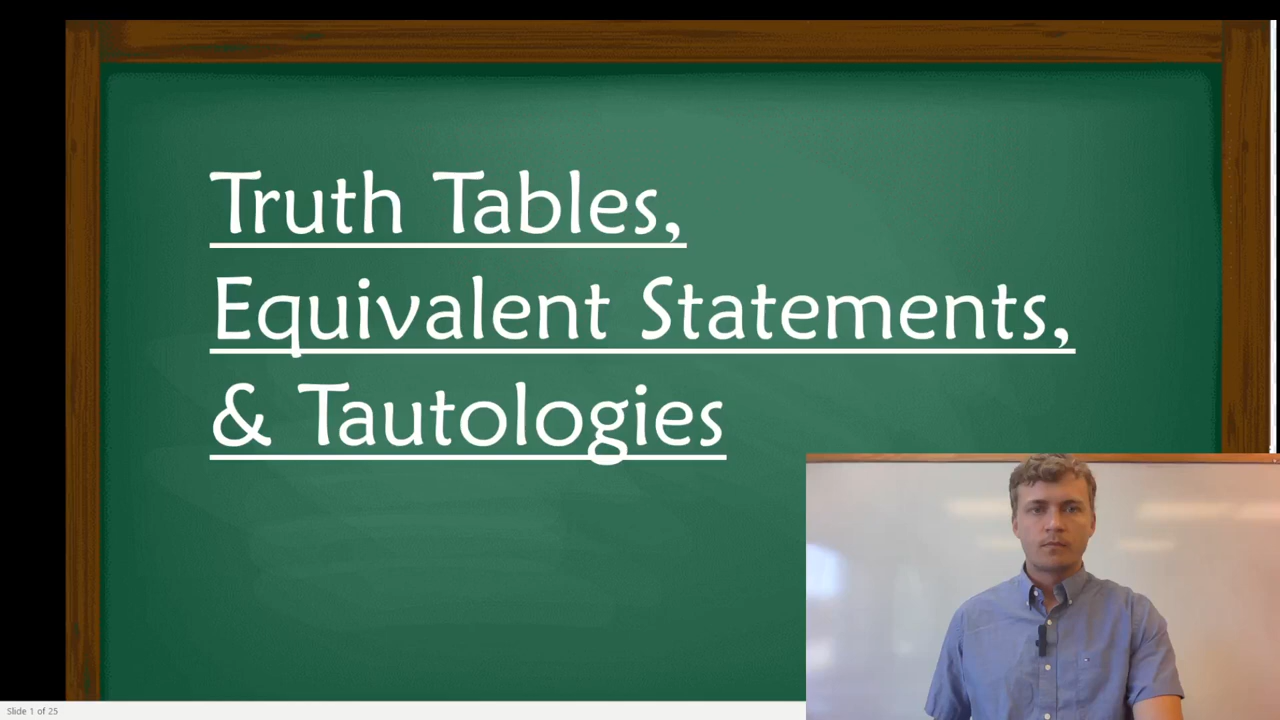 Truth Tables,
Equivalent Statements,
& Tautologies
Slide 1 of 25